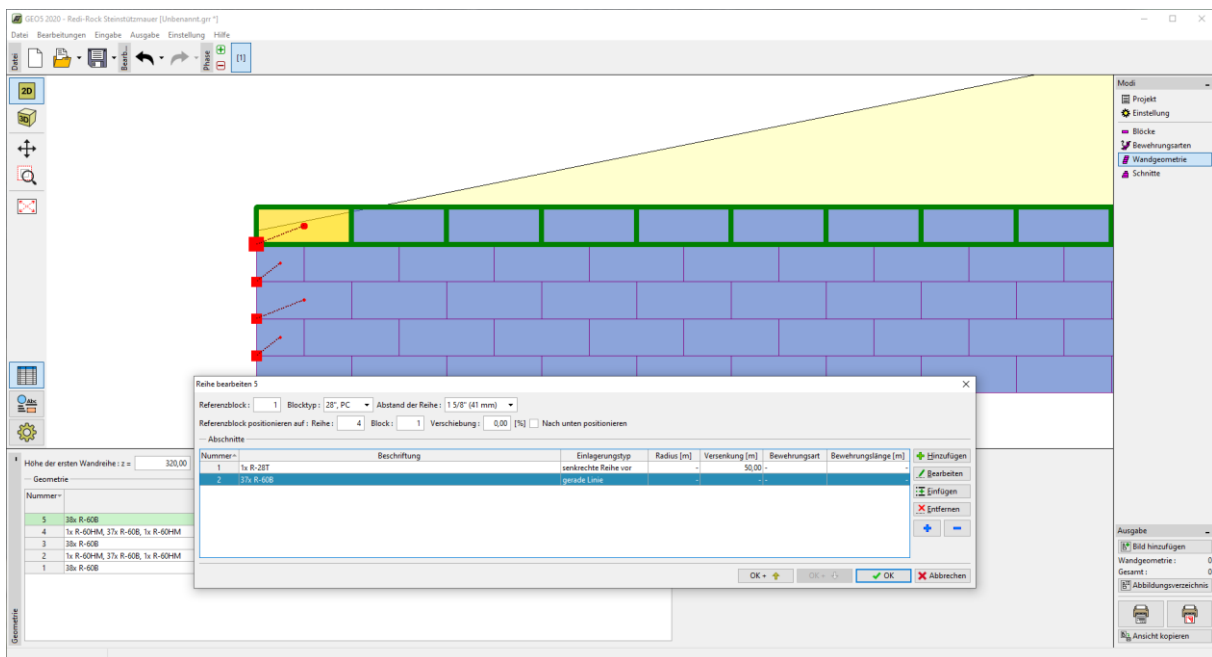 GEO5 2020 - Redi-Rock Steinstützmauer [Unbenannt.grr *]
Datei Bearbeitungen Eingabe Ausgabe Einstellung Hilfe
Datei
Bearb...
Phase
[1]
2D
3D
Abc
Modi
Projekt
Einstellung
Blöcke
Bewehrungsarten
Wandgeometrie
Schnitte
Reihe bearbeiten 5
Referenzblock : 1 Blocktyp : 28", PC Abstand der Reihe : 1 5/8" (41 mm)
Referenzblock positionieren auf : Reihe : 4 Block : 1 Verschiebung : 0,00 [%] Nach unten positionieren
Abschnitte
Nummer Beschriftung Einlagerungstyp Radius [m] Versenkung [m] Bewehrungsart Bewehrungslänge [m]
1 1x R-28T senkrechte Reihe vor - 50,00 - -
2 37x R-60B gerade Linie - - - -
Hinzufügen
Bearbeiten
Einfügen
Entfernen
OK + OK + OK Abbrechen
Höhe der ersten Wandreihe : z = 320,00
Geometrie
Nummer
5 38x R-60B
4 1x R-60HM, 37x R-60B, 1x R-60HM
3 38x R-60B
2 1x R-60HM, 37x R-60B, 1x R-60HM
1 38x R-60B
Geometrie
Ausgabe
Bild hinzufügen
Wandgeometrie : 0
Gesamt : 0
Abbildungsverzeichnis
Ansicht kopieren